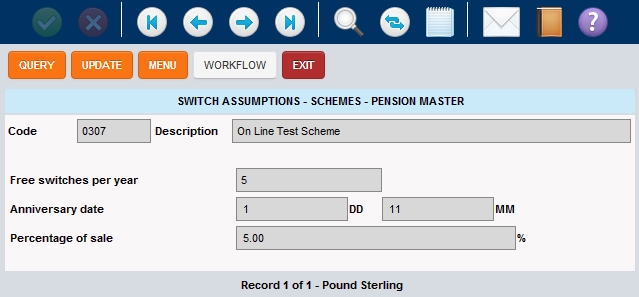 ?
QUERY UPDATE MENU WORKFLOW EXIT
SWITCH ASSUMPTIONS - SCHEMES - PENSION MASTER
Code 0307 Description On Line Test Scheme
Free switches per year 5
Anniversary date 1 DD 11 MM
Percentage of sale 5.00 %
Record 1 of 1 - Pound Sterling